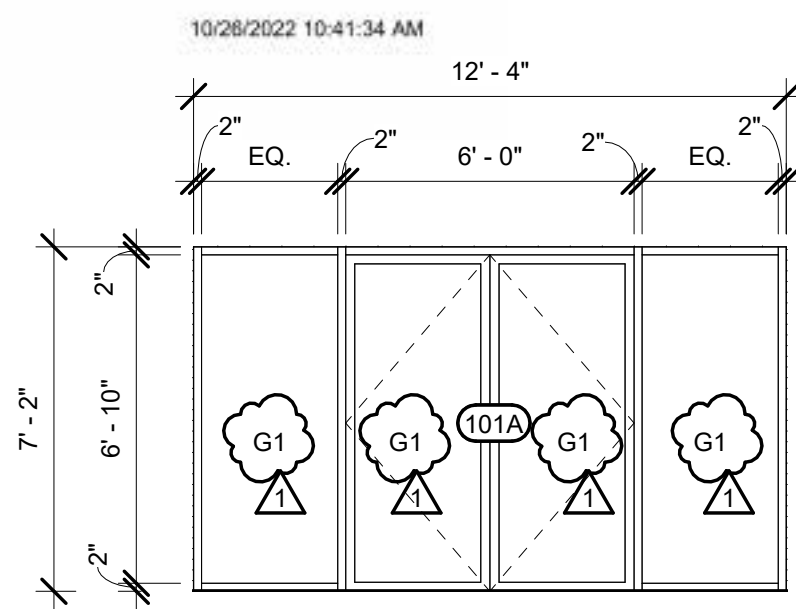 10/26/2022 10:41:34 AM
12' - 4"
2" EQ. 2" 6' - 0" 2" EQ. 2"
2"
7' - 2"
6' - 10"
2"
G1 G1 101A G1 G1
1 1 1 1